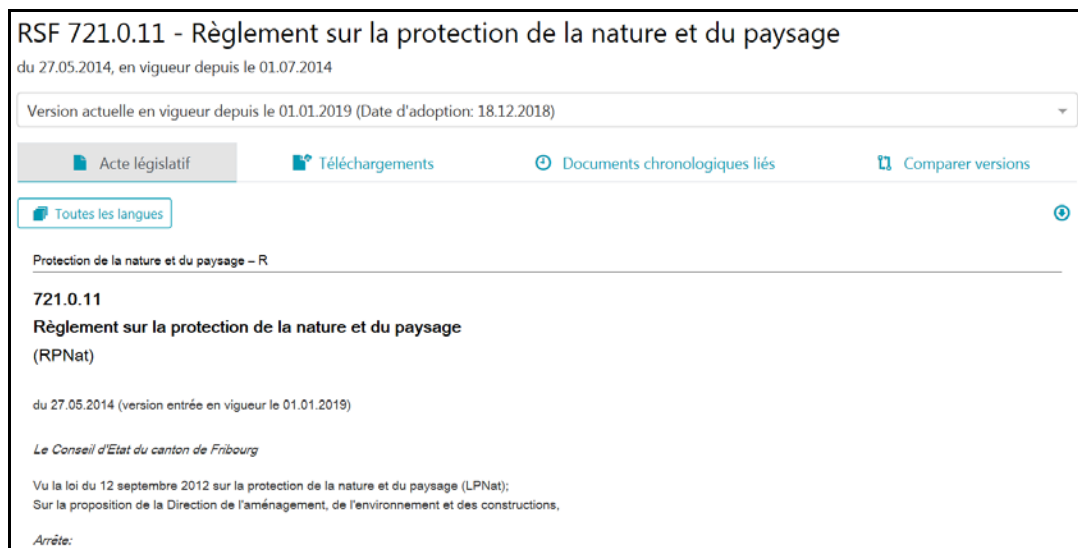 RSF 721.0.11 - Règlement sur la protection de la nature et du paysage
du 27.05.2014, en vigueur depuis le 01.07.2014
Version actuelle en vigueur depuis le 01.01.2019 (Date d'adoption: 18.12.2018)
Acte législatif Téléchargements Documents chronologiques liés Comparer versions
Toutes les langues
Protection de la nature et du paysage – R
721.0.11
Règlement sur la protection de la nature et du paysage
(RPNat)
du 27.05.2014 (version entrée en vigueur le 01.01.2019)
Le Conseil d'Etat du canton de Fribourg
Vu la loi du 12 septembre 2012 sur la protection de la nature et du paysage (LPNat);
Sur la proposition de la Direction de l'aménagement, de l'environnement et des constructions,
Arrête: